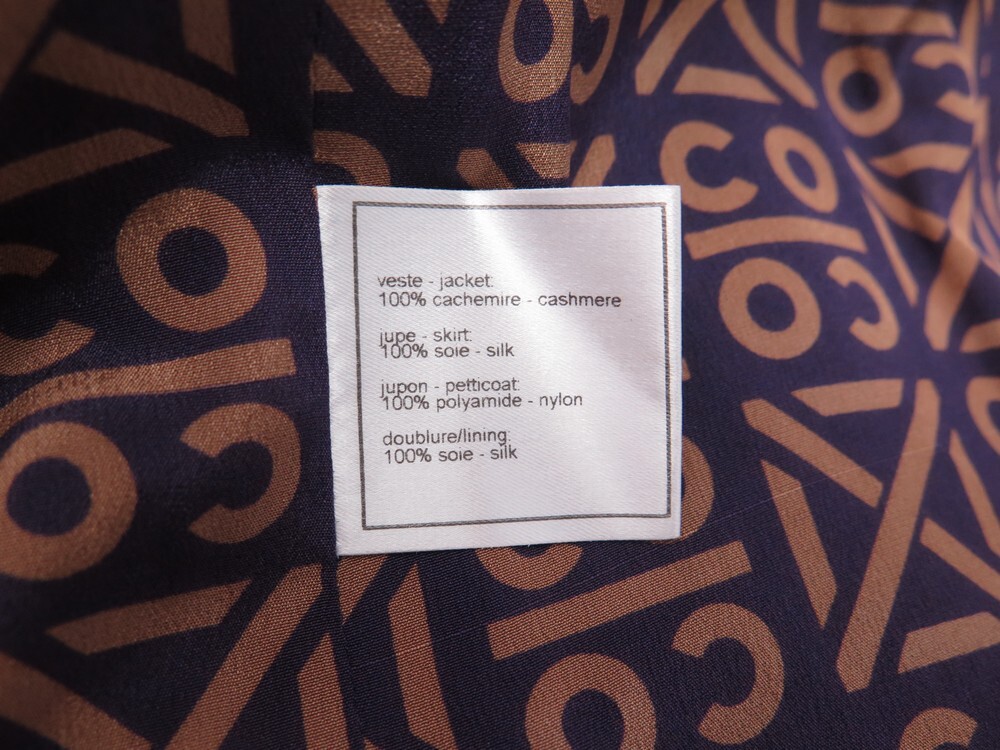 veste - jacket:
100% cachemire - cashmere
jupe - skirt:
100% soie - silk
jupon - petticoat:
100% polyamide - nylon
doublure/lining:
100% soie - silk